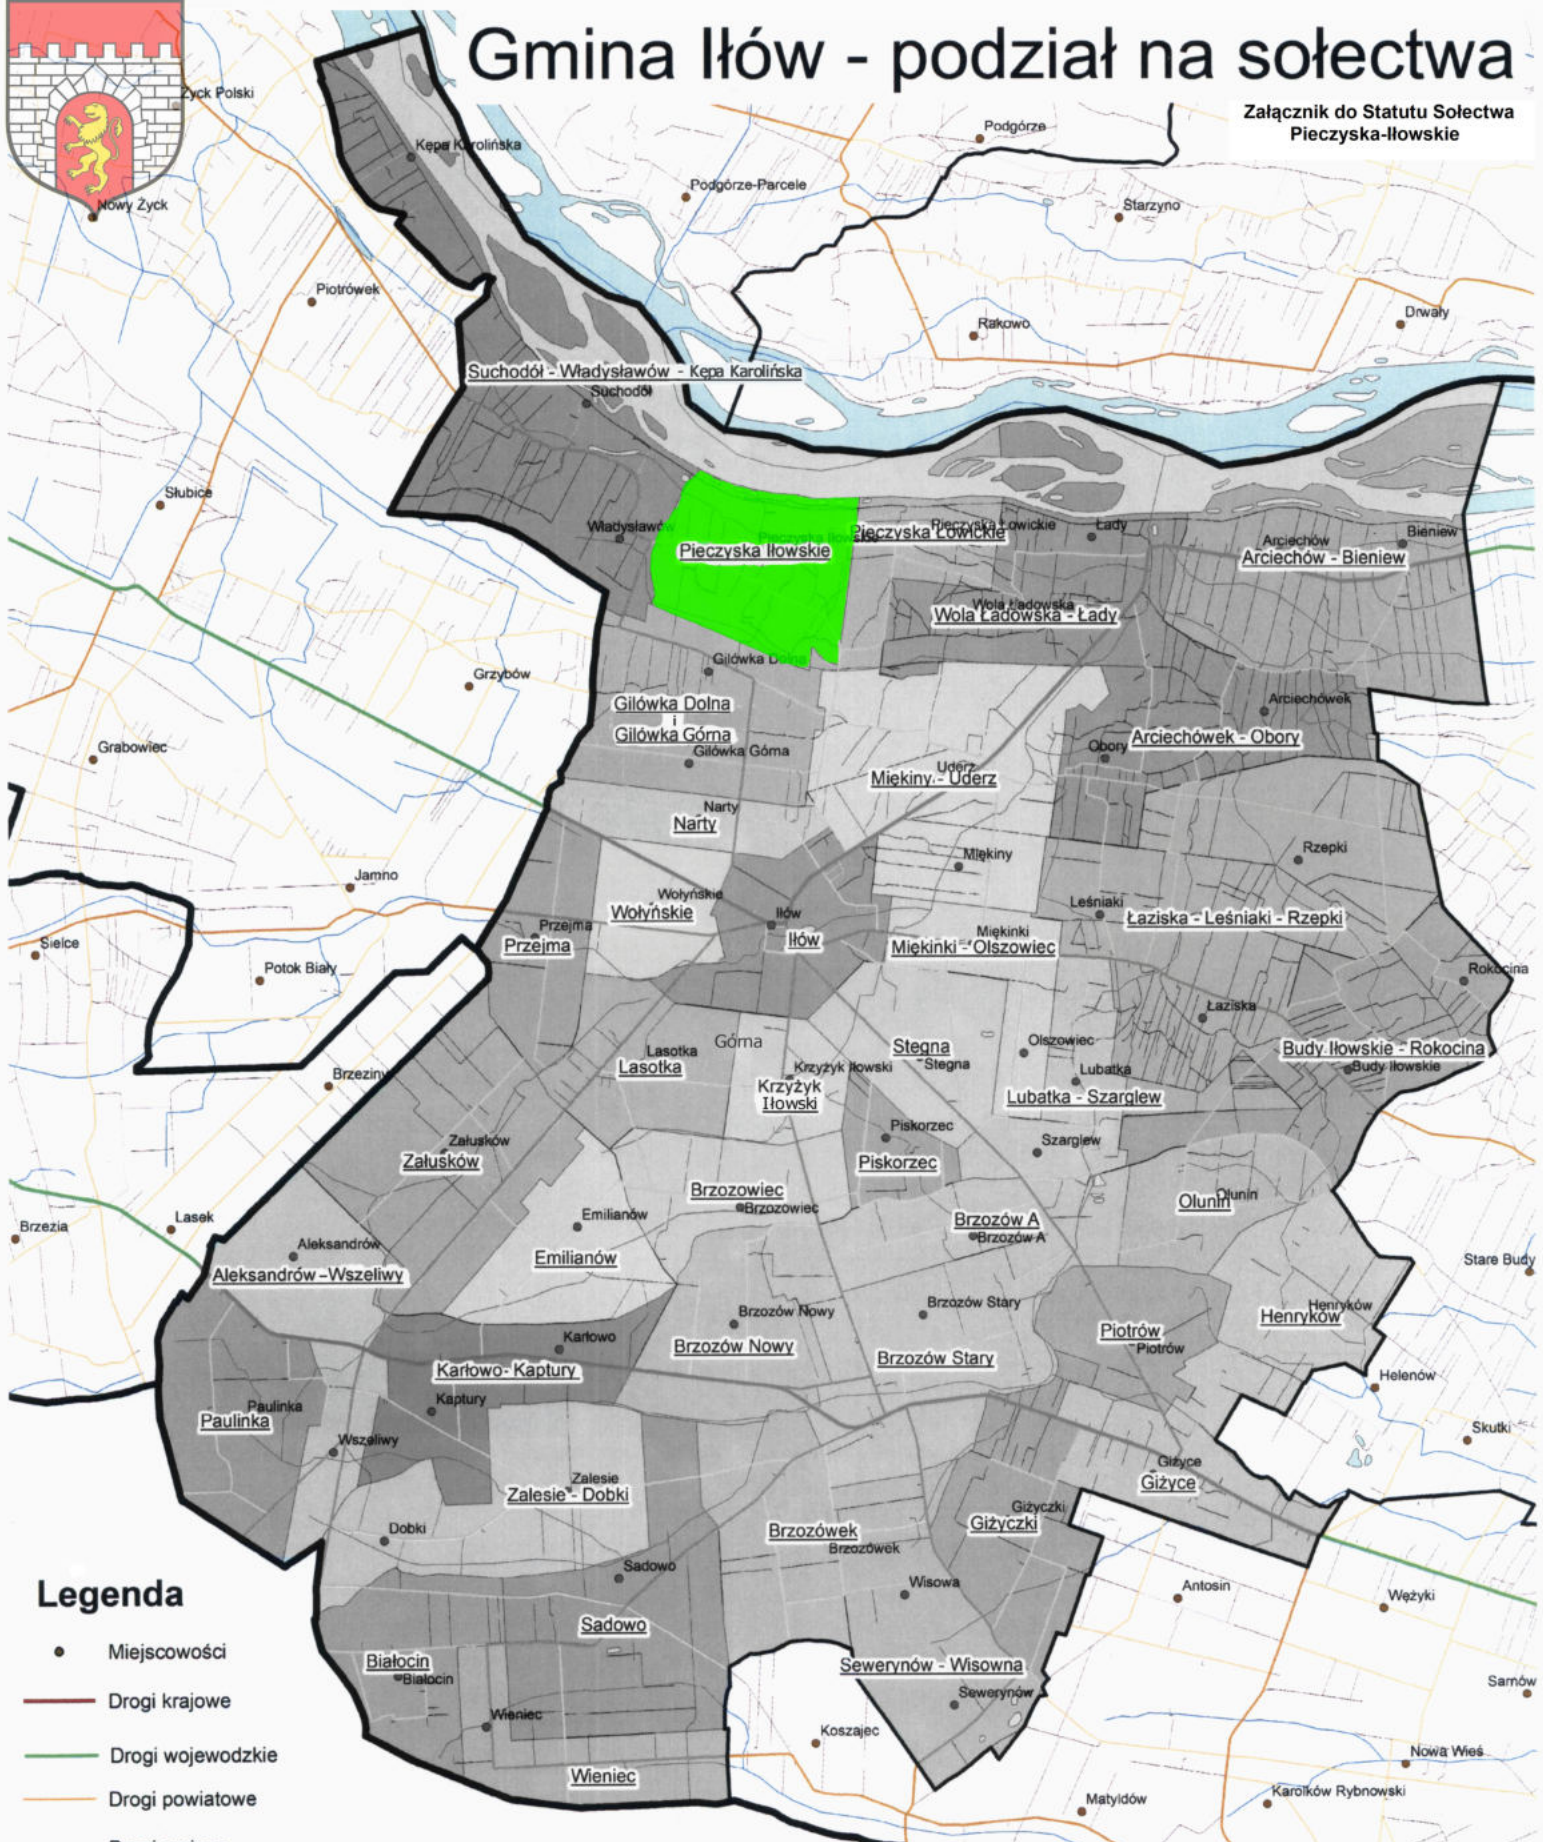 Gmina Iłów - podział na sołectwa
Załącznik do Statutu Sołectwa
Pieczyska-Iłowskie
Życk Polski
Nowy Życk
Kępa Karolińska
Podgórze
Podgórze-Parcele
Starzyno
Piotrówek
Rakowo
Drwały
Suchodół - Władysławów - Kępa Karolińska
Suchodół
Słubice
Władysławów
Pieczyska Iłowskie
Pieczyska Iłowskie
Pieczyska Łowickie
Pieczyska Łowickie
Łady
Arciechów
Bieniew
Arciechów - Bieniew
Wola Ładowska
Wola Ładowska - Łady
Gilówka Dolna
Grzybów
Gilówka Dolna
i
Gilówka Górna
Gilówka Górna
Arciechówek
Arciechówek - Obory
Obory
Grabowiec
Uderz
Miękiny - Uderz
Narty
Narty
Miękiny
Rzepki
Jamno
Wołyńskie
Wołyńskie
Leśniaki
Łaziska - Leśniaki - Rzepki
Przejma
Przejma
Iłów
Iłów
Miękinki
Miękinki - Olszowiec
Sielce
Potok Biały
Rokocina
Łaziska
Górna
Lasotka
Lasotka
Stegna
Stegna
Olszowiec
Budy Iłowskie - Rokocina
Budy Iłowskie
Brzeziny
Krzyżyk Iłowski
Krzyżyk
Iłowski
Lubatka
Lubatka - Szarglew
Piskorzec
Piskorzec
Szarglew
Załusków
Załusków
Brzozowiec
Brzozowiec
Olunin
Olunin
Lasek
Brzezia
Emilianów
Emilianów
Brzozów A
Brzozów A
Aleksandrów
Aleksandrów - Wszeliwy
Stare Budy
Brzozów Nowy
Brzozów Nowy
Brzozów Stary
Brzozów Stary
Henryków
Henryków
Piotrów
Piotrów
Karłowo
Karłowo- Kaptury
Helenów
Kaptury
Paulinka
Paulinka
Wszeliwy
Skutki
Giżyce
Giżyce
Zalesie
Zalesie - Dobki
Giżyczki
Giżyczki
Dobki
Brzozówek
Brzozówek
Sadowo
Sadowo
Wisowa
Antosin
Wężyki
Legenda
Miejscowości
Drogi krajowe
Drogi wojewodzkie
Drogi powiatowe
Białocin
Białocin
Sewerynów - Wisowna
Sewerynów
Sarnów
Wieniec
Wieniec
Koszajec
Nowa Wieś
Matyldów
Karolków Rybnowski